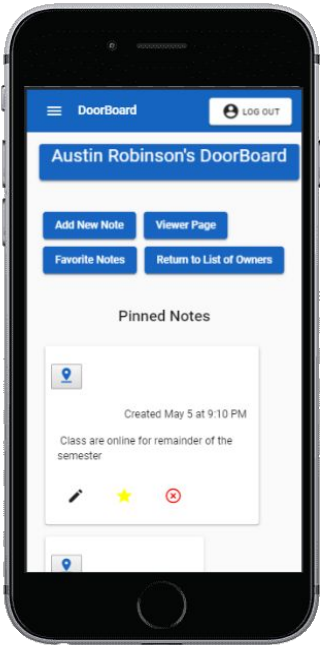 DoorBoard
LOG OUT
Austin Robinson's DoorBoard
Add New Note
Viewer Page
Favorite Notes
Return to List of Owners
Pinned Notes
Created May 5 at 9:10 PM
Class are online for remainder of the
semester